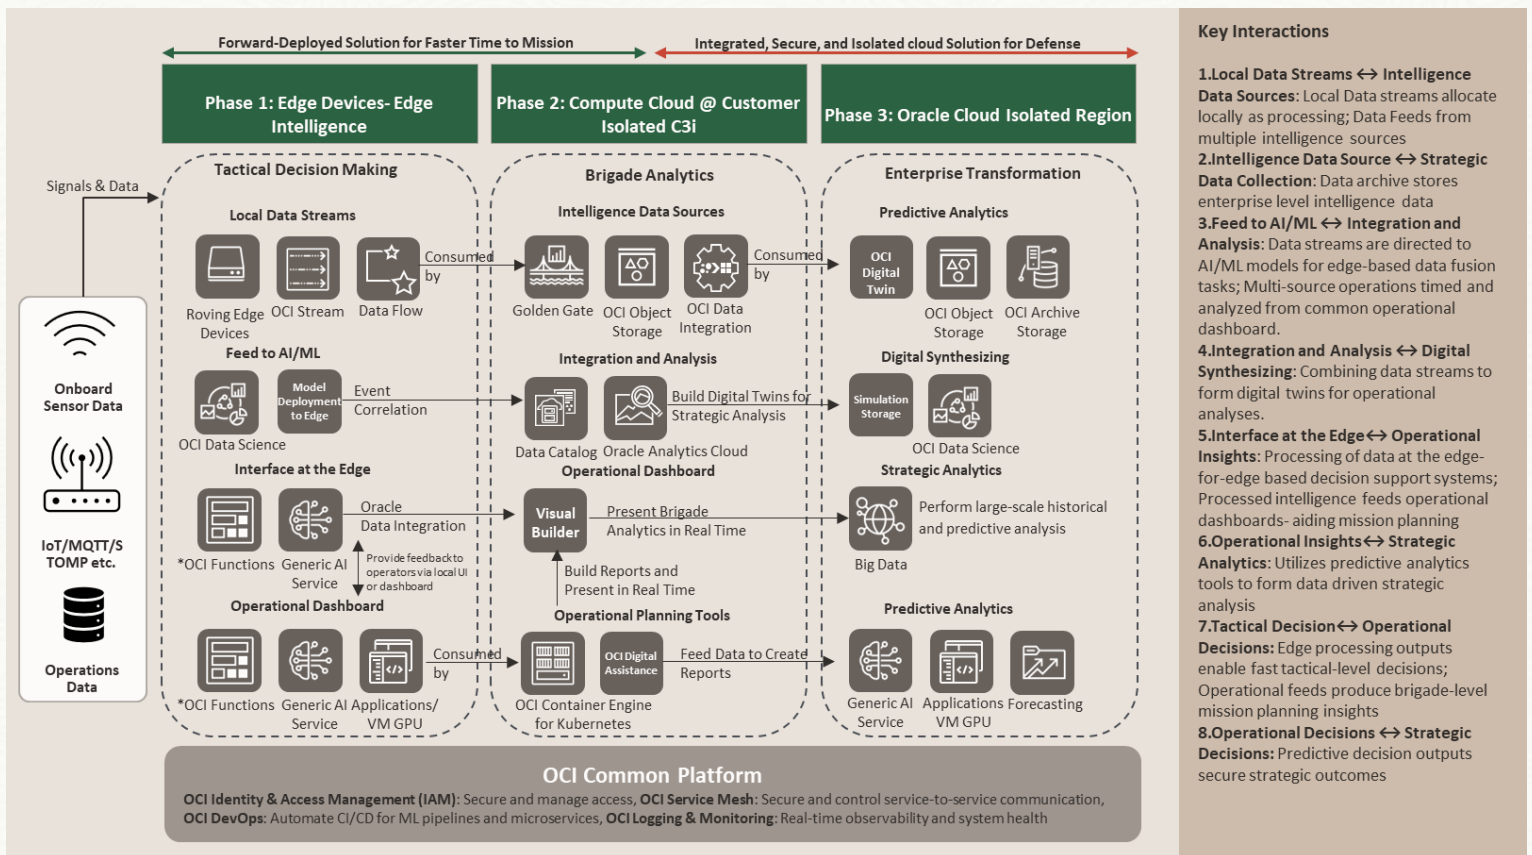 Forward-Deployed Solution for Faster Time to Mission
Integrated, Secure, and Isolated cloud Solution for Defense
Phase 1: Edge Devices- Edge
Intelligence
Phase 2: Compute Cloud @ Customer
Isolated C3i
Phase 3: Oracle Cloud Isolated Region
Signals & Data
Onboard
Sensor Data
IoT/MQTT/S
TOMP etc.
Operations
Data
Tactical Decision Making
Local Data Streams
Roving Edge
Devices
OCI Stream
Data Flow
Consumed
by
Feed to AI/ML
OCI Data Science
Model
Deployment
to Edge
Event
Correlation
Interface at the Edge
*OCI Functions
Generic AI
Service
Oracle
Data Integration
Provide feedback to
operators via local UI
or dashboard
Operational Dashboard
*OCI Functions
Generic AI
Service
Applications/
VM GPU
Consumed
by
Brigade Analytics
Intelligence Data Sources
Golden Gate
OCI Object
Storage
OCI Data
Integration
Consumed
by
Integration and Analysis
Data Catalog
Oracle Analytics Cloud
Build Digital Twins for
Strategic Analysis
Operational Dashboard
Visual
Builder
Present Brigade
Analytics in Real Time
Build Reports and
Present in Real Time
Operational Planning Tools
OCI Container Engine
for Kubernetes
OCI Digital
Assistance
Feed Data to Create
Reports
Enterprise Transformation
Predictive Analytics
OCI
Digital
Twin
OCI Object
Storage
OCI Archive
Storage
Digital Synthesizing
Simulation
Storage
OCI Data Science
Strategic Analytics
Big Data
Perform large-scale historical
and predictive analysis
Predictive Analytics
Generic AI
Service
Applications
VM GPU
Forecasting
OCI Common Platform
OCI Identity & Access Management (IAM): Secure and manage access, OCI Service Mesh: Secure and control service-to-service communication,
OCI DevOps: Automate CI/CD for ML pipelines and microservices, OCI Logging & Monitoring: Real-time observability and system health
Key Interactions
1.Local Data Streams ↔ Intelligence
Data Sources: Local Data streams allocate
locally as processing; Data Feeds from
multiple intelligence sources
2.Intelligence Data Source ↔ Strategic
Data Collection: Data archive stores
enterprise level intelligence data
3.Feed to AI/ML ↔ Integration and
Analysis: Data streams are directed to
AI/ML models for edge-based data fusion
tasks; Multi-source operations timed and
analyzed from common operational
dashboard.
4.Integration and Analysis ↔ Digital
Synthesizing: Combining data streams to
form digital twins for operational
analyses.
5.Interface at the Edge↔ Operational
Insights: Processing of data at the edge-
for-edge based decision support systems;
Processed intelligence feeds operational
dashboards- aiding mission planning
6.Operational Insights↔ Strategic
Analytics: Utilizes predictive analytics
tools to form data driven strategic
analysis
7.Tactical Decision↔ Operational
Decisions: Edge processing outputs
enable fast tactical-level decisions;
Operational feeds produce brigade-level
mission planning insights
8.Operational Decisions ↔ Strategic
Decisions: Predictive decision outputs
secure strategic outcomes